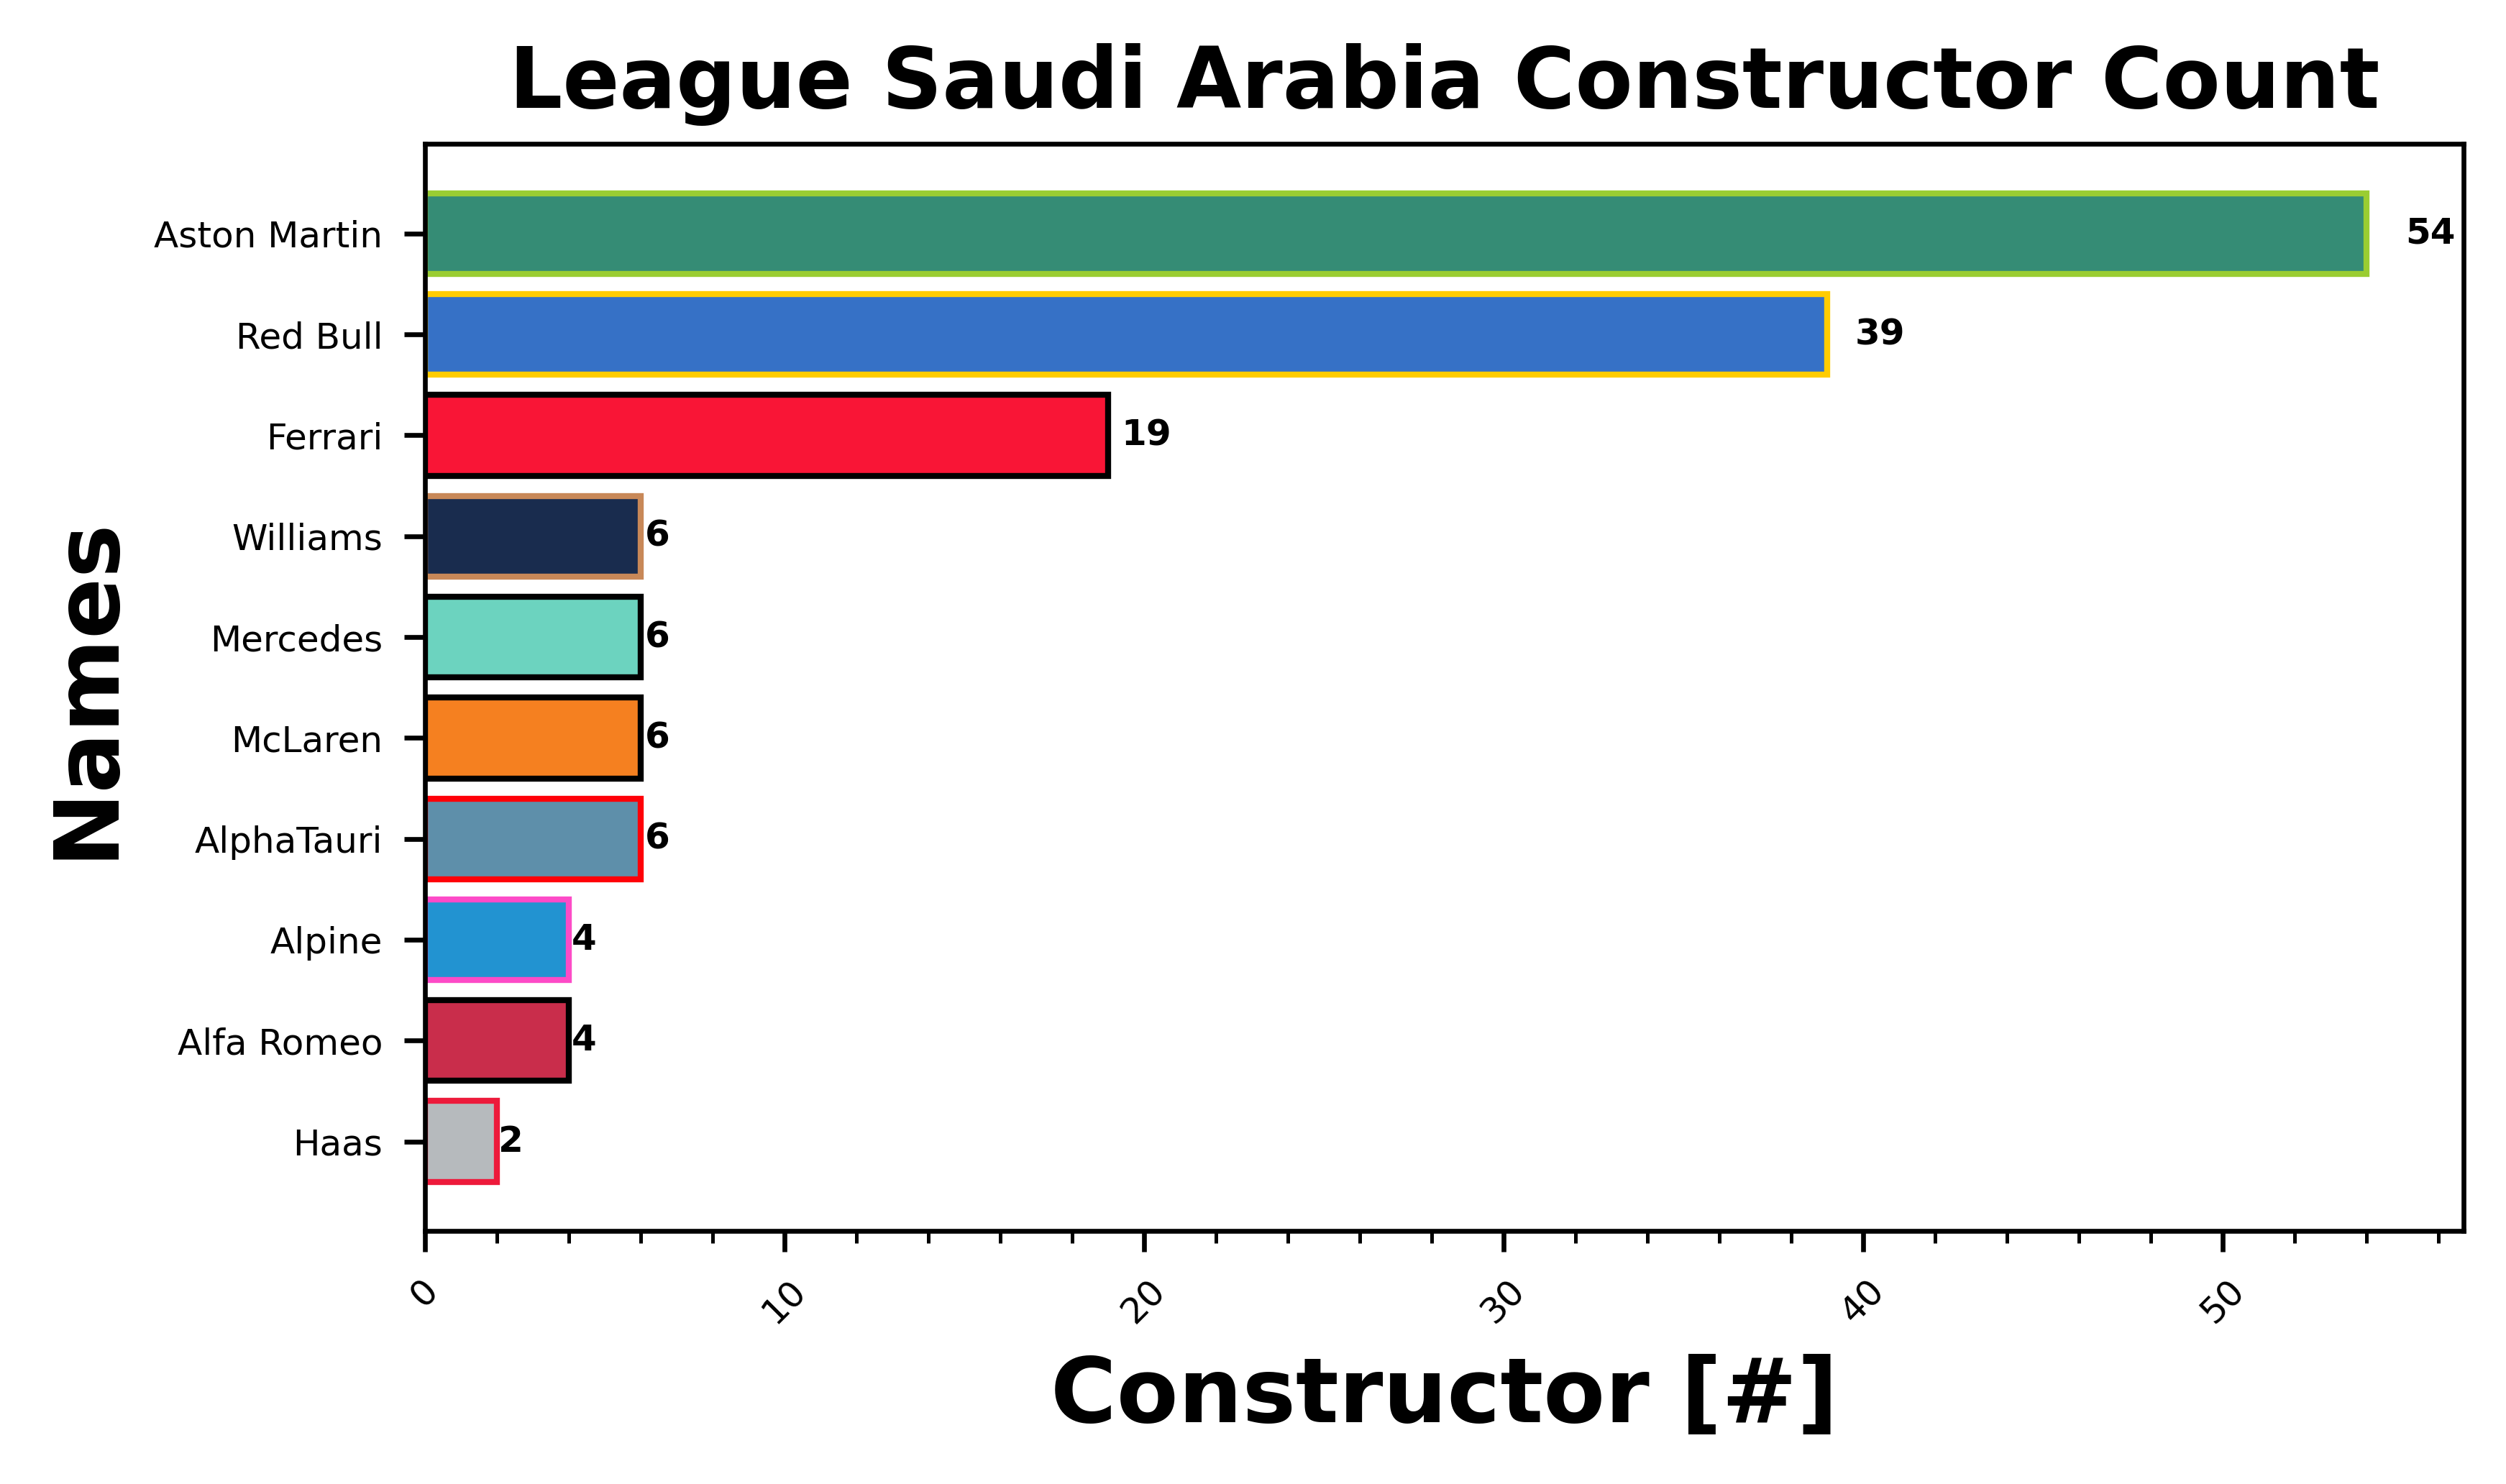 League Saudi Arabia Constructor Count
Names
Aston Martin 54
Red Bull 39
Ferrari 19
Williams 6
Mercedes 6
McLaren 6
AlphaTauri 6
Alpine 4
Alfa Romeo 4
Haas 2
0 10 20 30 40 50
Constructor [#]